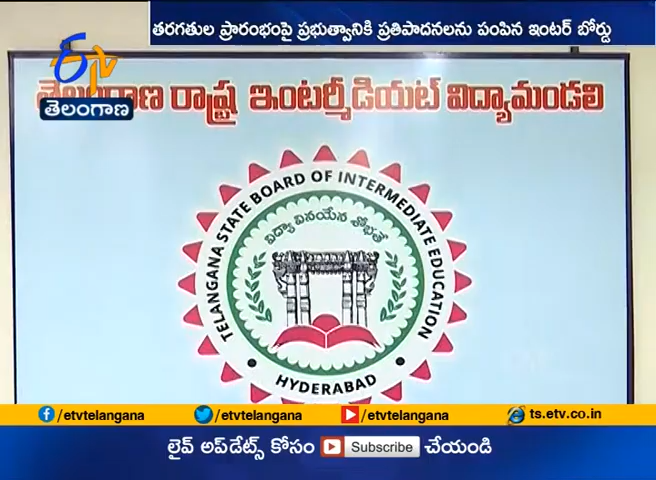 తరగతుల ప్రారంభంపై ప్రభుత్వానికి ప్రతిపాదనలను పంపిన ఇంటర్ బోర్డు
ETV
తెలంగాణ
తెలంగాణ రాష్ట్ర ఇంటర్మీడియట్ విద్యామండలి
TELANGANA STATE BOARD OF INTERMEDIATE EDUCATION
విద్యా వినయేన శోభతే
HYDERABAD
/etvtelangana /etvtelangana /etvtelangana ts.etv.co.in
లైవ్ అప్‌డేట్స్ కోసం Subscribe చేయండి